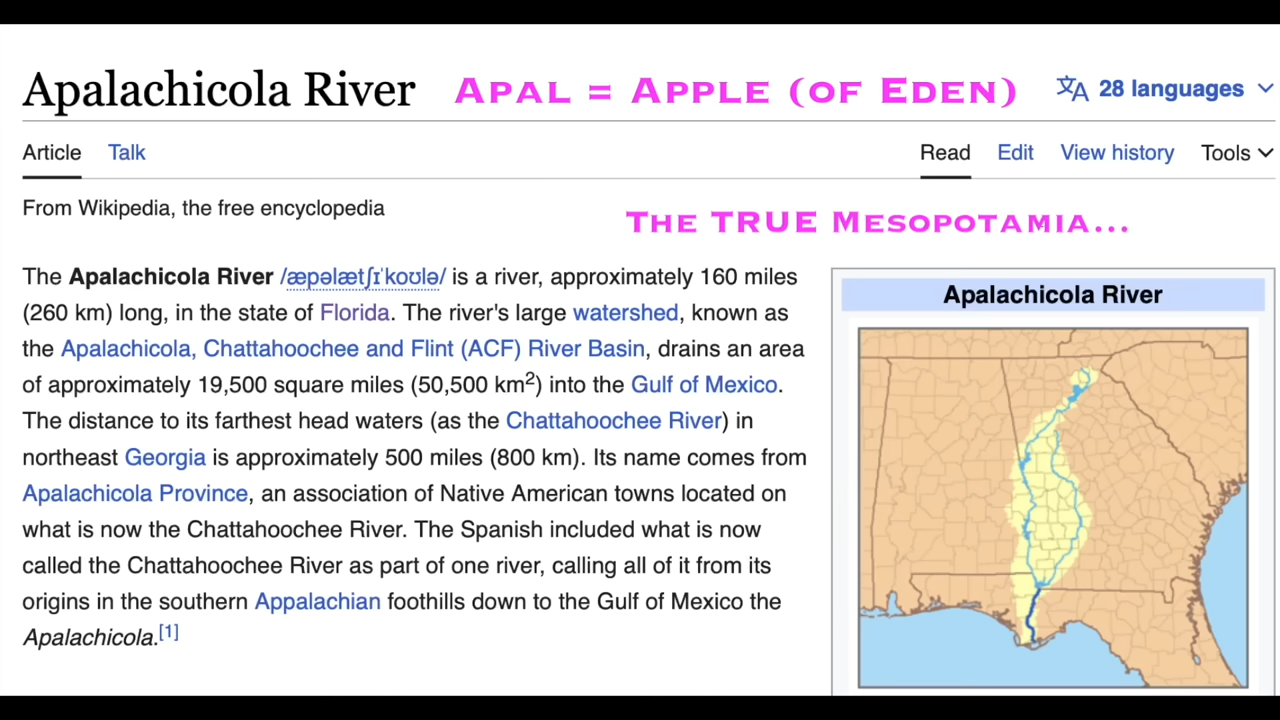 Apalachicola River APAL = APPLE (OF EDEN) 28 languages
Article Talk Read Edit View history Tools
From Wikipedia, the free encyclopedia
THE TRUE MESOPOTAMIA...
The Apalachicola River /æpəlætʃɪˈkoʊlə/ is a river, approximately 160 miles
(260 km) long, in the state of Florida. The river's large watershed, known as
the Apalachicola, Chattahoochee and Flint (ACF) River Basin, drains an area
of approximately 19,500 square miles (50,500 km²) into the Gulf of Mexico.
The distance to its farthest head waters (as the Chattahoochee River) in
northeast Georgia is approximately 500 miles (800 km). Its name comes from
Apalachicola Province, an association of Native American towns located on
what is now the Chattahoochee River. The Spanish included what is now
called the Chattahoochee River as part of one river, calling all of it from its
origins in the southern Appalachian foothills down to the Gulf of Mexico the
Apalachicola.[1]
Apalachicola River